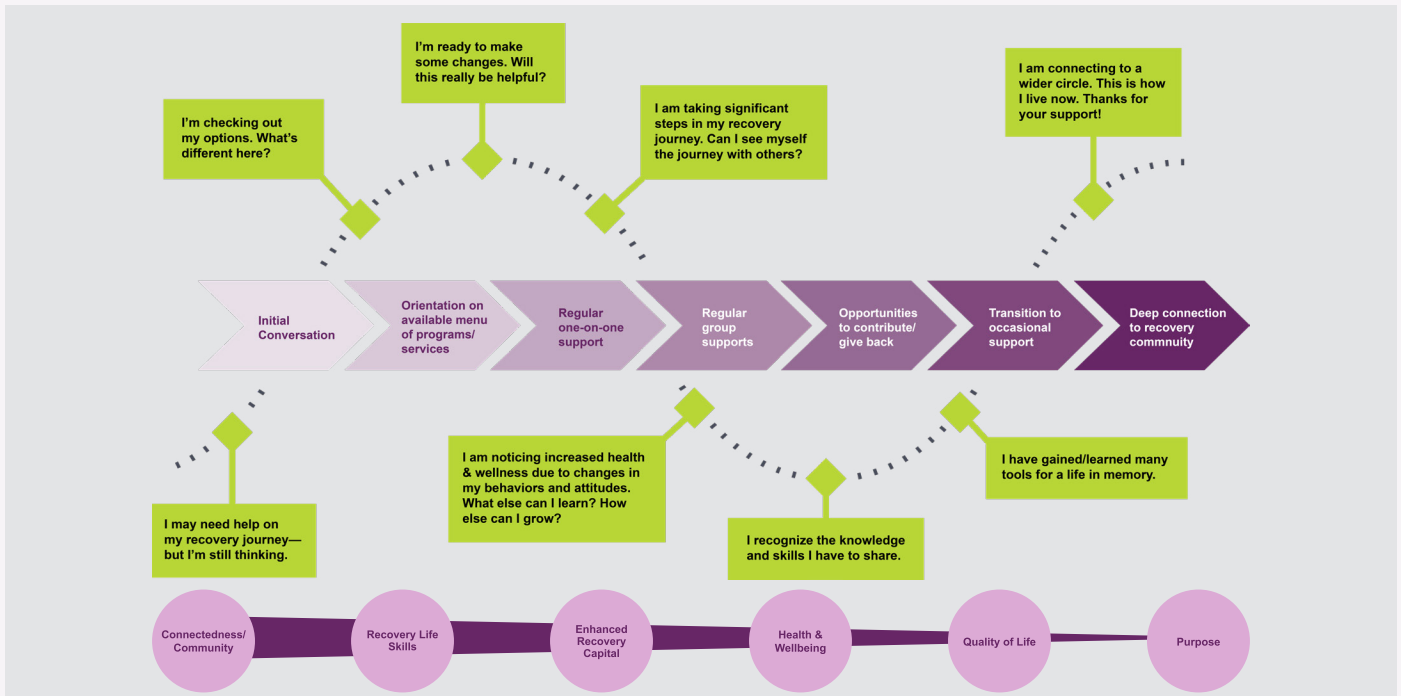 I'm ready to make
some changes. Will
this really be helpful?
I am connecting to a
wider circle. This is how
I live now. Thanks for
your support!
I'm checking out
my options. What's
different here?
I am taking significant
steps in my recovery
journey. Can I see myself
the journey with others?
Initial
Conversation
Orientation on
available menu
of programs/
services
Regular
one-on-one
support
Regular
group
supports
Opportunities
to contribute/
give back
Transition to
occasional
support
Deep connection
to recovery
commnuity
I am noticing increased health
& wellness due to changes in
my behaviors and attitudes.
What else can I learn? How
else can I grow?
I have gained/learned many
tools for a life in memory.
I may need help on
my recovery journey—
but I'm still thinking.
I recognize the knowledge
and skills I have to share.
Connectedness/
Community
Recovery Life
Skills
Enhanced
Recovery
Capital
Health &
Wellbeing
Quality of Life
Purpose